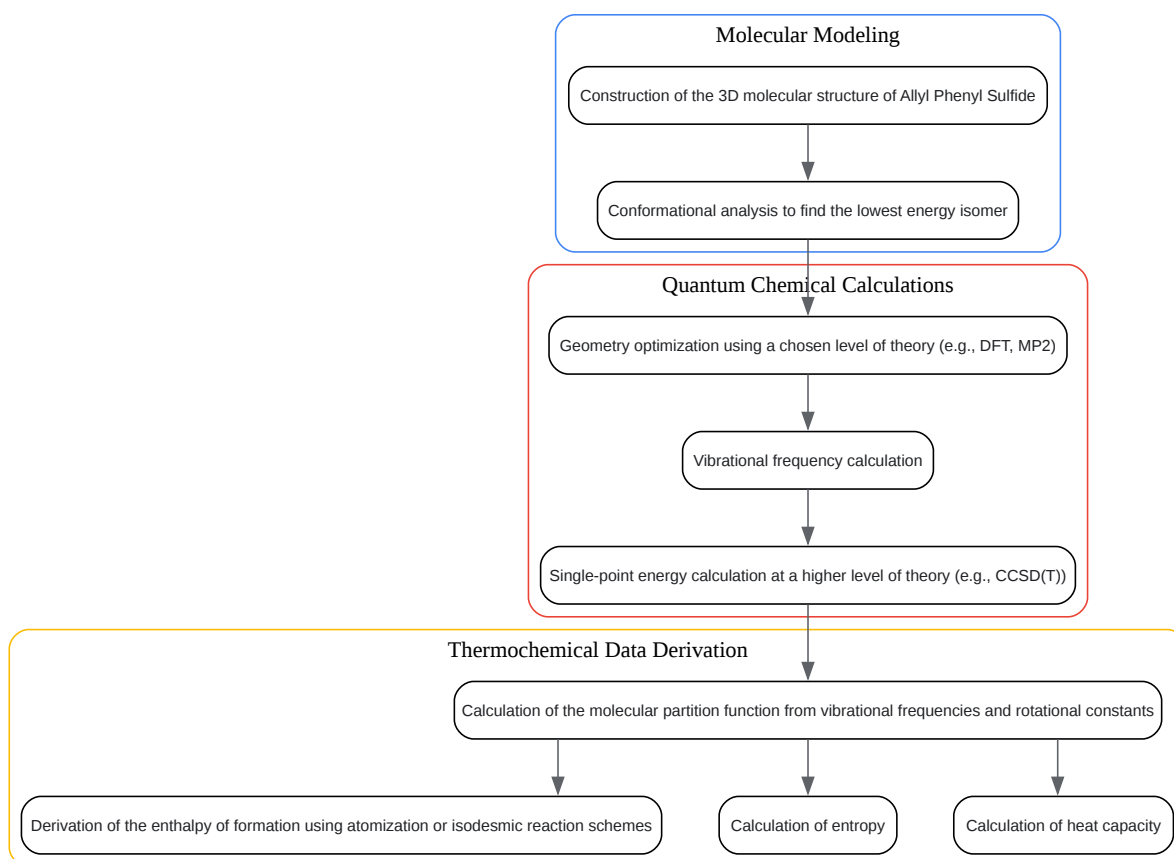 Molecular Modeling
Construction of the 3D molecular structure of Allyl Phenyl Sulfide
Conformational analysis to find the lowest energy isomer
Quantum Chemical Calculations
Geometry optimization using a chosen level of theory (e.g., DFT, MP2)
Vibrational frequency calculation
Single-point energy calculation at a higher level of theory (e.g., CCSD(T))
Thermochemical Data Derivation
Calculation of the molecular partition function from vibrational frequencies and rotational constants
Derivation of the enthalpy of formation using atomization or isodesmic reaction schemes
Calculation of entropy
Calculation of heat capacity